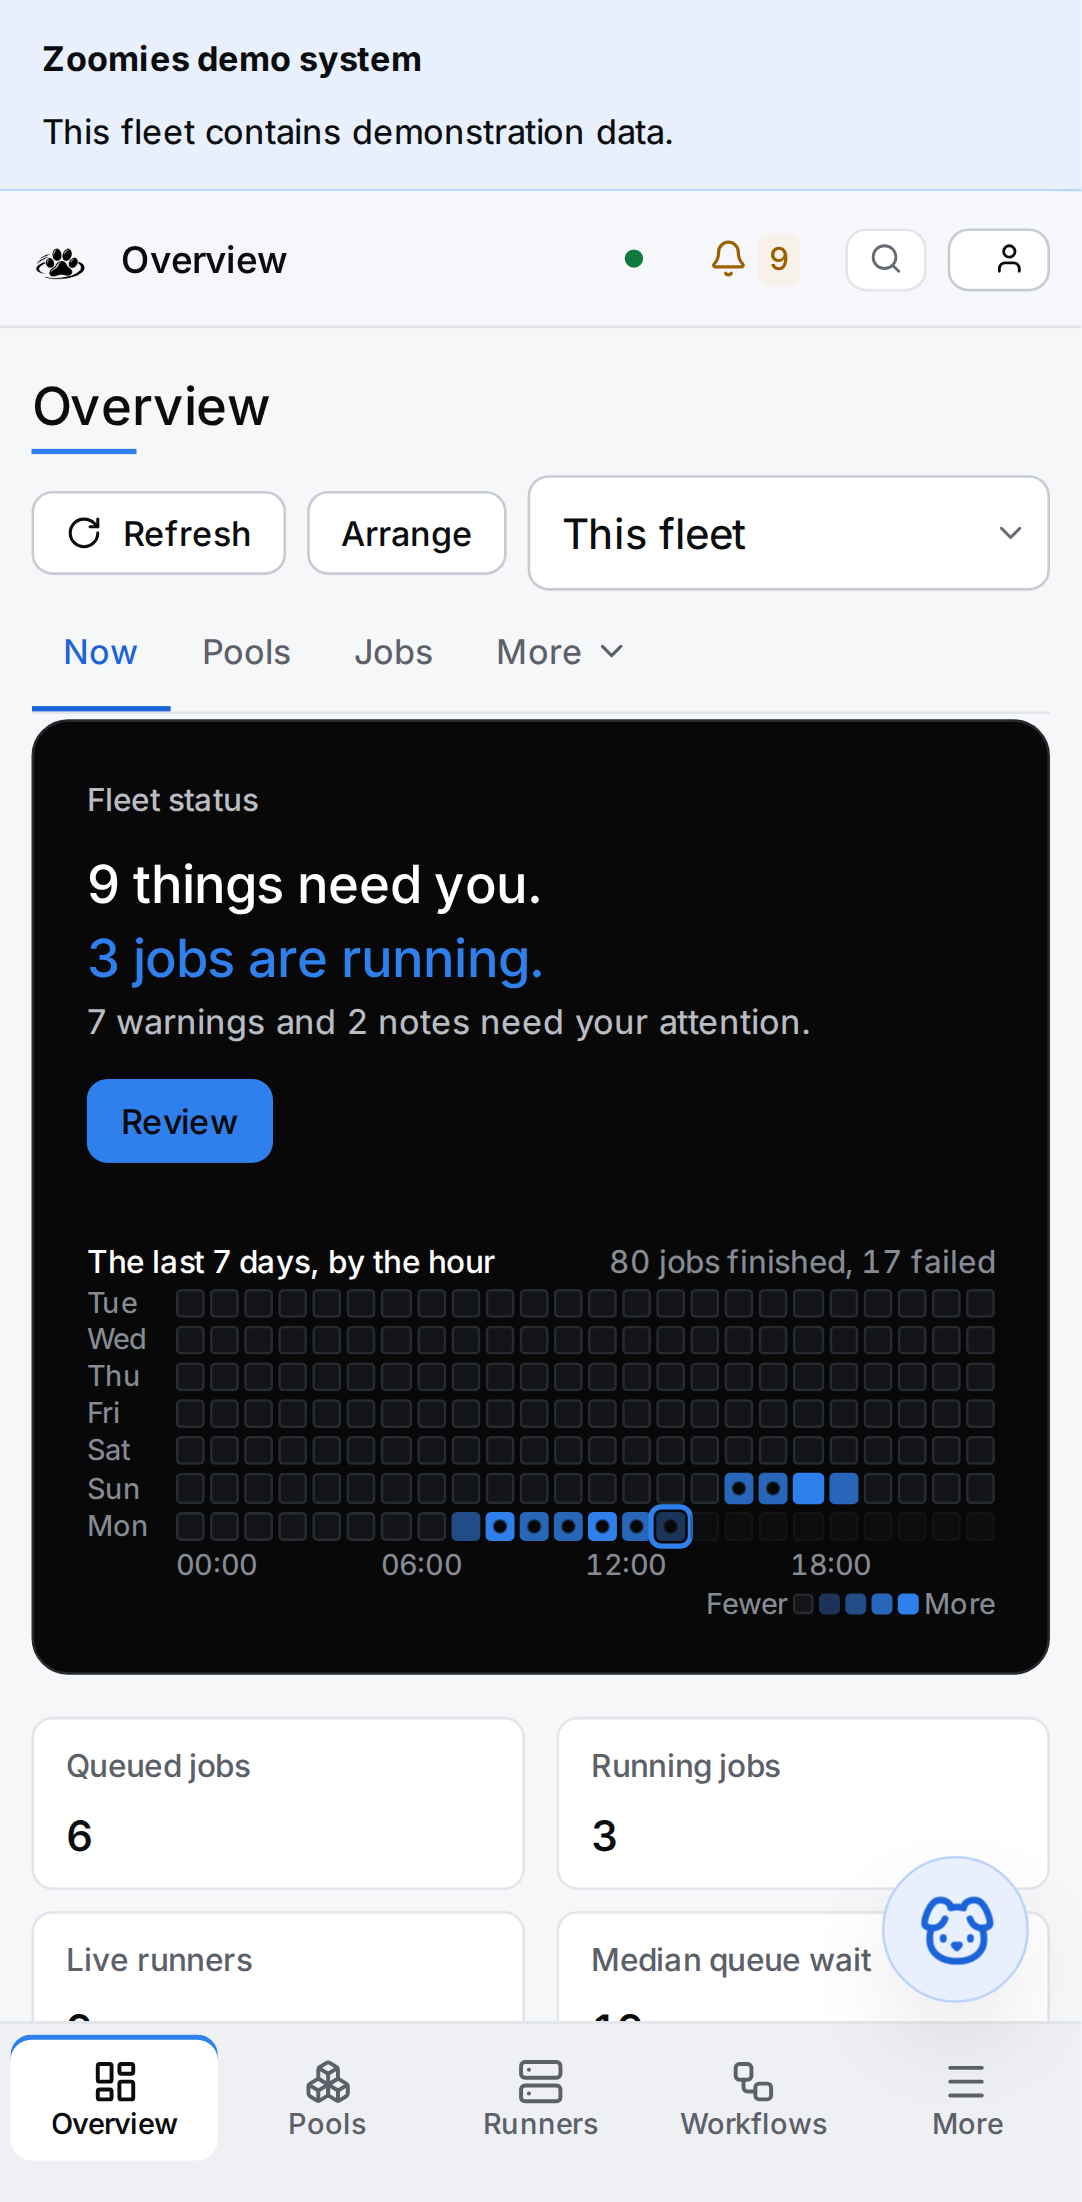 Zoomies demo system
This fleet contains demonstration data.
Overview
9
Overview
Refresh
Arrange
This fleet
Now
Pools
Jobs
More
Fleet status
9 things need you.
3 jobs are running.
7 warnings and 2 notes need your attention.
Review
The last 7 days, by the hour
80 jobs finished, 17 failed
Tue
Wed
Thu
Fri
Sat
Sun
Mon
00:00
06:00
12:00
18:00
Fewer
More
Queued jobs
6
Running jobs
3
Live runners
Median queue wait
Overview
Pools
Runners
Workflows
More